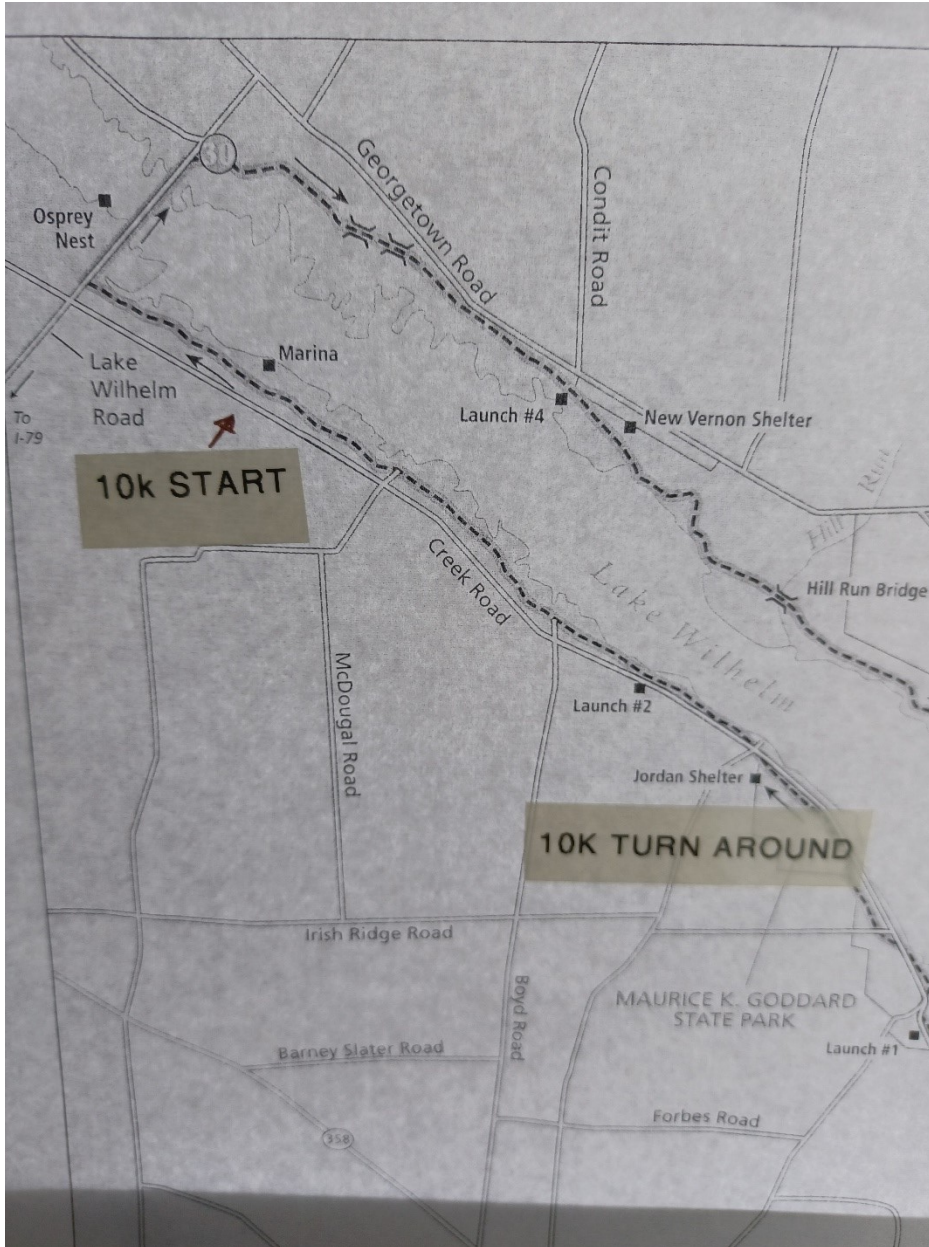 31
Georgetown Road
Condit Road
Osprey
Nest
Marina
Lake
Wilhelm
Road
To
I-79
Launch #4
New Vernon Shelter
10k START
Hill Run
Hill Run Bridge
Creek Road
Lake Wilhelm
McDougal Road
Launch #2
Jordan Shelter
10K TURN AROUND
Irish Ridge Road
Boyd Road
MAURICE K. GODDARD
STATE PARK
Launch #1
Barney Slater Road
Forbes Road
358